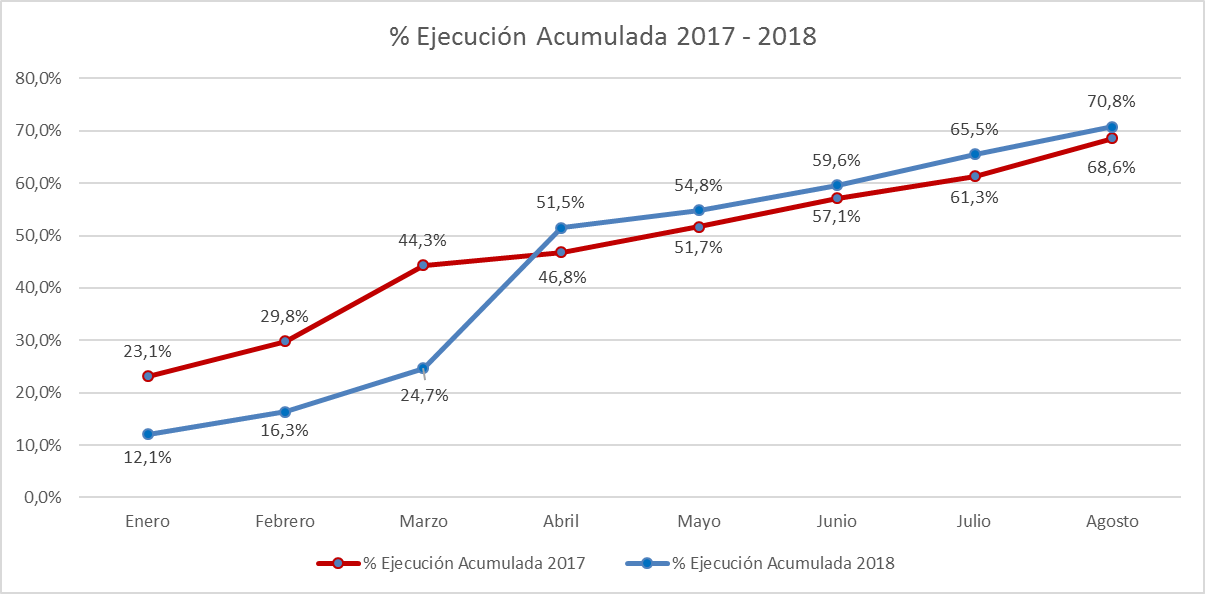 % Ejecución Acumulada 2017 - 2018
80,0%
70,0%
60,0%
50,0%
40,0%
30,0%
20,0%
10,0%
0,0%
23,1%
29,8%
44,3%
46,8%
51,7%
57,1%
61,3%
68,6%
12,1%
16,3%
24,7%
51,5%
54,8%
59,6%
65,5%
70,8%
Enero
Febrero
Marzo
Abril
Mayo
Junio
Julio
Agosto
% Ejecución Acumulada 2017
% Ejecución Acumulada 2018